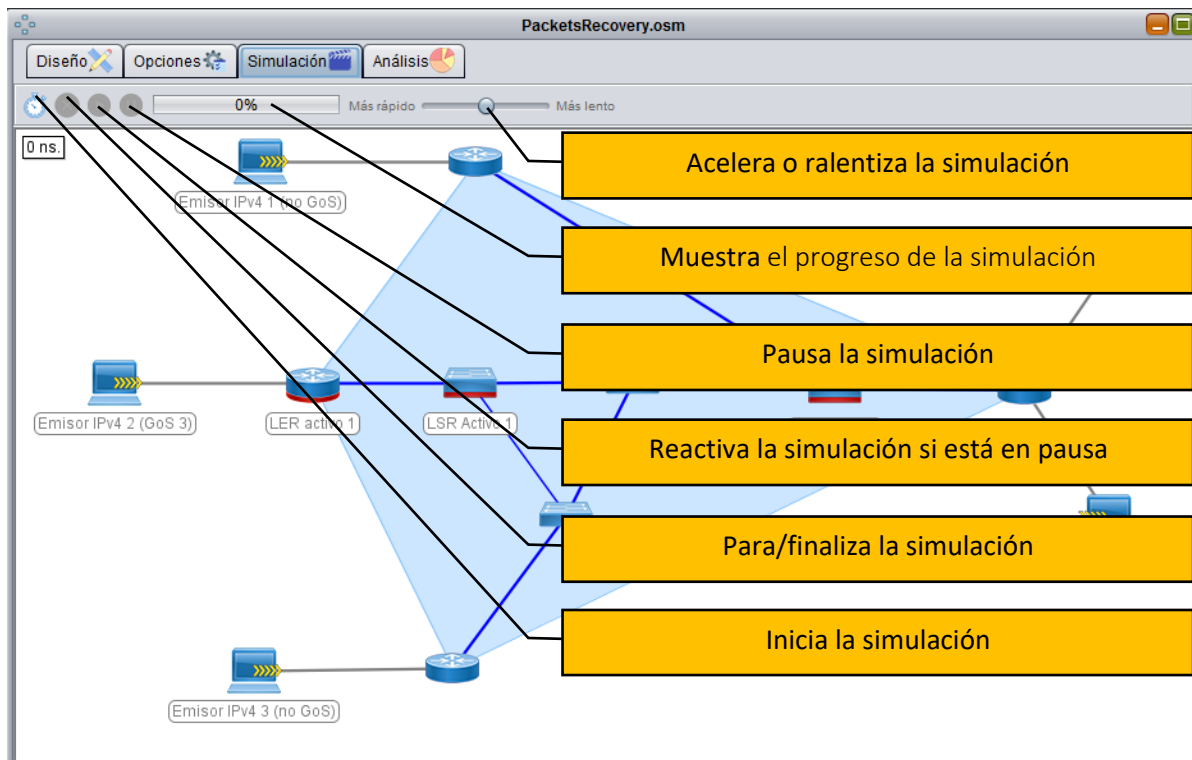 PacketsRecovery.osm
Diseño Opciones Simulación Análisis
0% Más rápido Más lento
0 ns.
Acelera o ralentiza la simulación
Emisor IPv4 1 (no GoS)
Muestra el progreso de la simulación
Pausa la simulación
Emisor IPv4 2 (GoS 3) LER activo 1 LSR Activo 1
Reactiva la simulación si está en pausa
Para/finaliza la simulación
Inicia la simulación
Emisor IPv4 3 (no GoS)